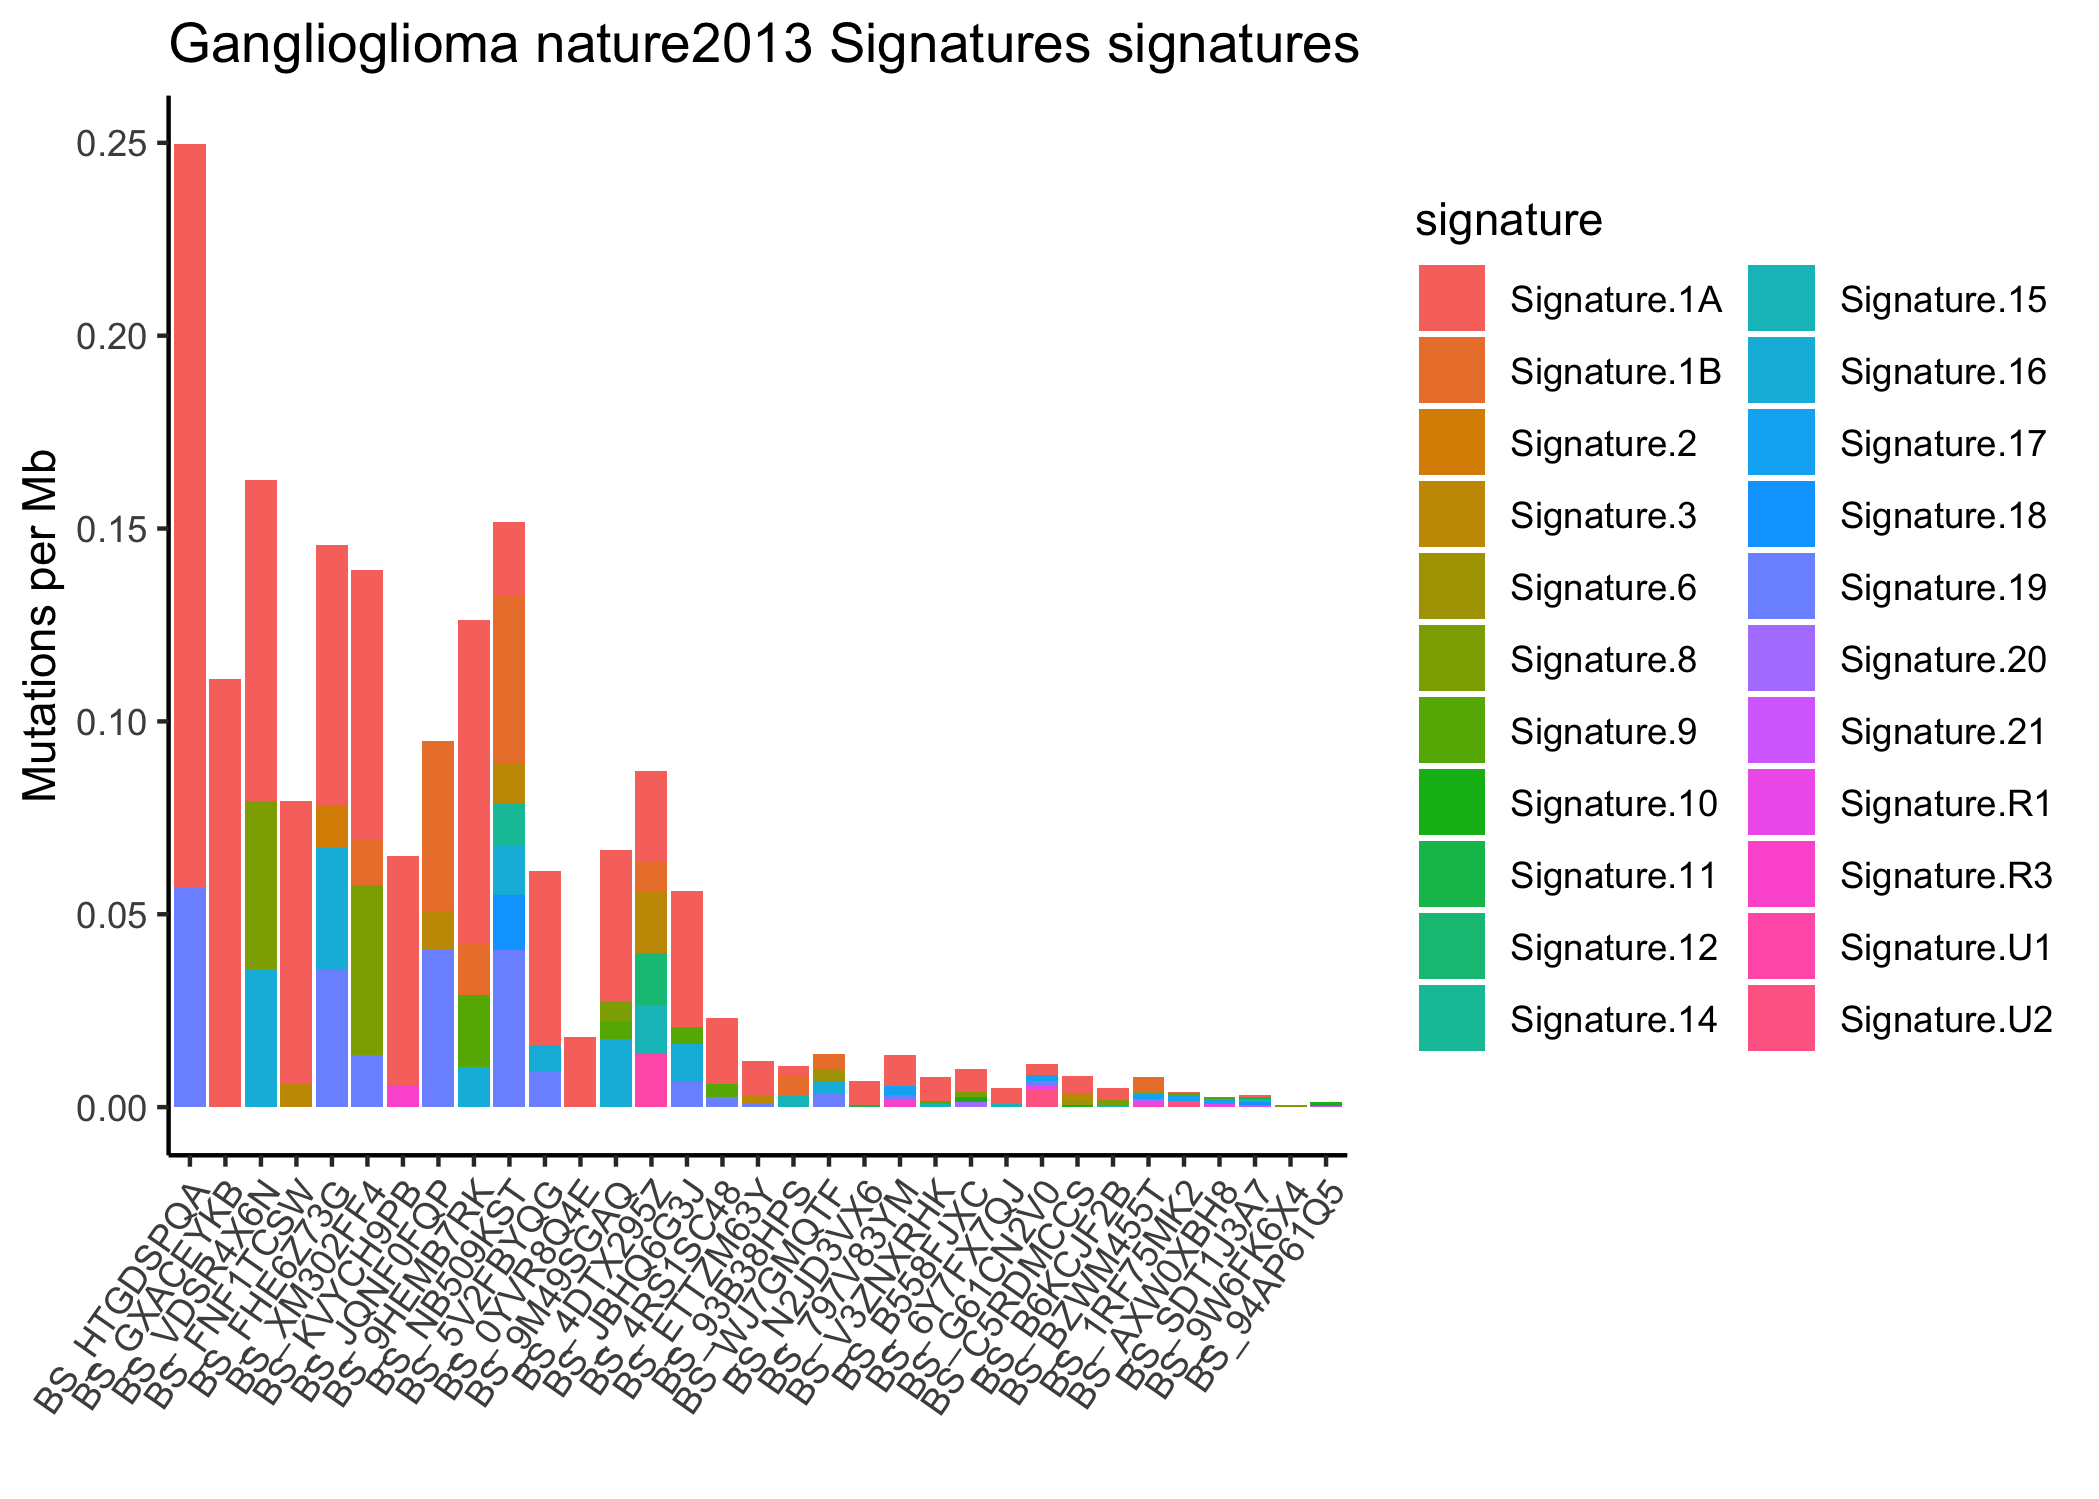 Ganglioglioma nature2013 Signatures signatures
Mutations per Mb
0.25
0.20
0.15
0.10
0.05
0.00
BS_HTGDSPQA
BS_GXACEYKB
BS_VDSR4X6N
BS_FNF1TCSW
BS_FHE6Z73G
BS_XM302FF4
BS_KVYCH9PB
BS_JQNF0FQP
BS_9HEMB7RK
BS_NB509KST
BS_5V2FBYQG
BS_0YVR8Q4E
BS_9M49SGAQ
BS_4DTX295Z
BS_JBHQ6G3J
BS_4RS1SC48
BS_ETTZM63Y
BS_93B38HPS
BS_WJ7GMQTF
BS_N2JD3VX6
BS_797V83YM
BS_V3ZNXRHK
BS_B558FJXC
BS_6Y7FX7QJ
BS_G61CN2V0
BS_C5RDMCCS
BS_B6KCJF2B
BS_BZWM455T
BS_1RF75MK2
BS_AXW0XBH8
BS_SDT1J3A7
BS_9W6FK6X4
BS_94AP61Q5
signature
Signature.1A
Signature.1B
Signature.2
Signature.3
Signature.6
Signature.8
Signature.9
Signature.10
Signature.11
Signature.12
Signature.14
Signature.15
Signature.16
Signature.17
Signature.18
Signature.19
Signature.20
Signature.21
Signature.R1
Signature.R3
Signature.U1
Signature.U2